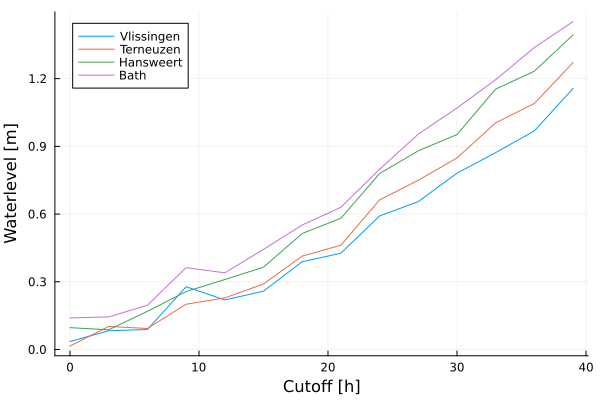 Vlissingen
Terneuzen
Hansweert
Bath
Waterlevel [m]
1.2
0.9
0.6
0.3
0.0
0 10 20 30 40
Cutoff [h]